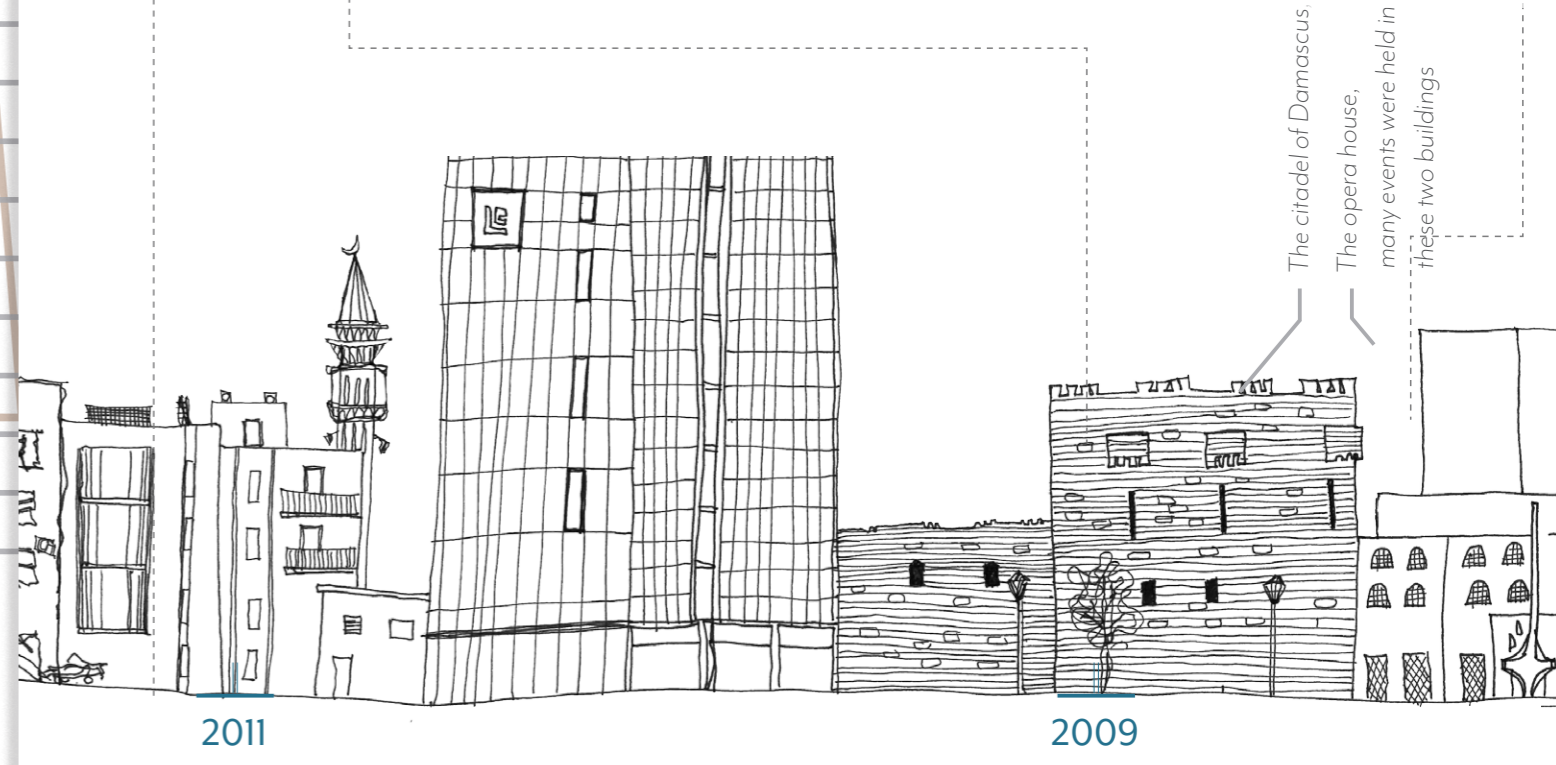 The citadel of Damascus,
The opera house,
many events were held in
these two buildings
2011
2009